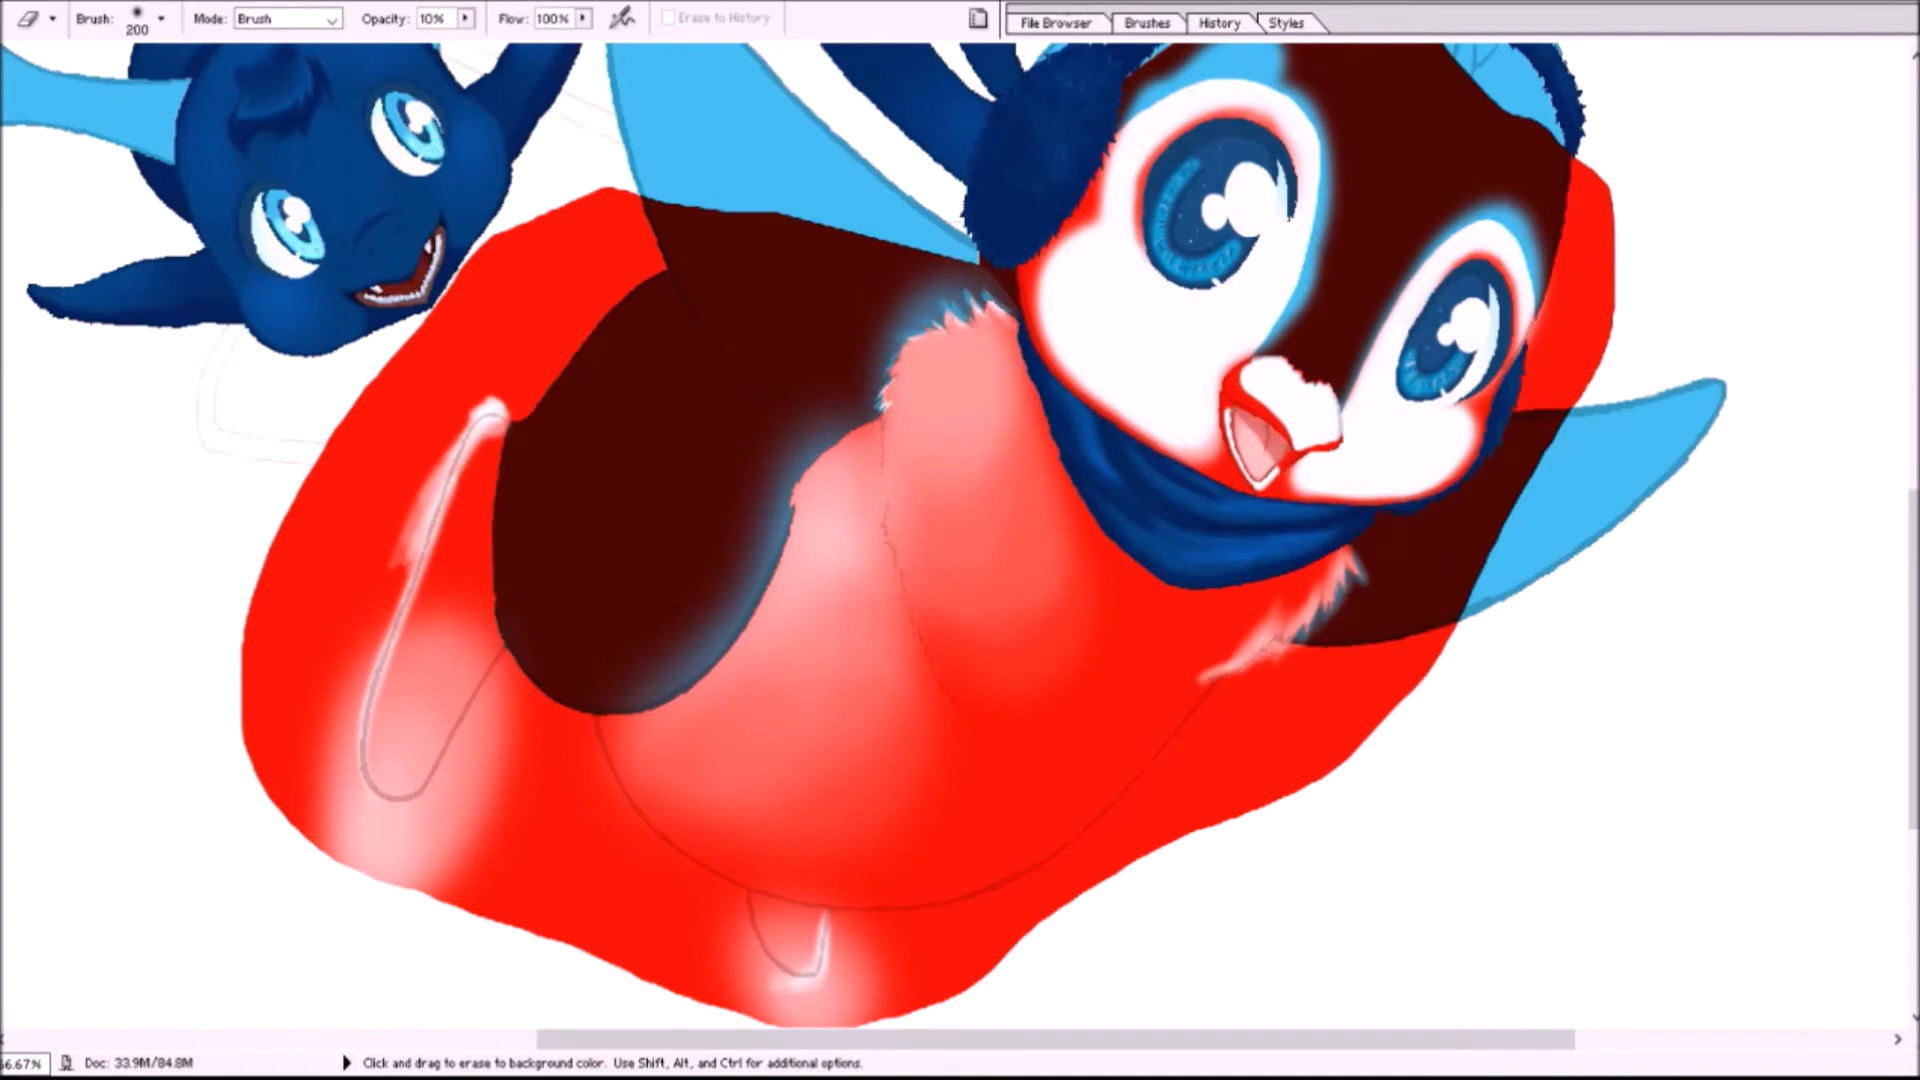 Brush: 200 Mode: Brush Opacity: 10% Flow: 100% Erase to History
File Browser Brushes History Styles
66.67% Doc: 33.9M/84.8M Click and drag to erase to background color. Use Shift, Alt, and Ctrl for additional options.